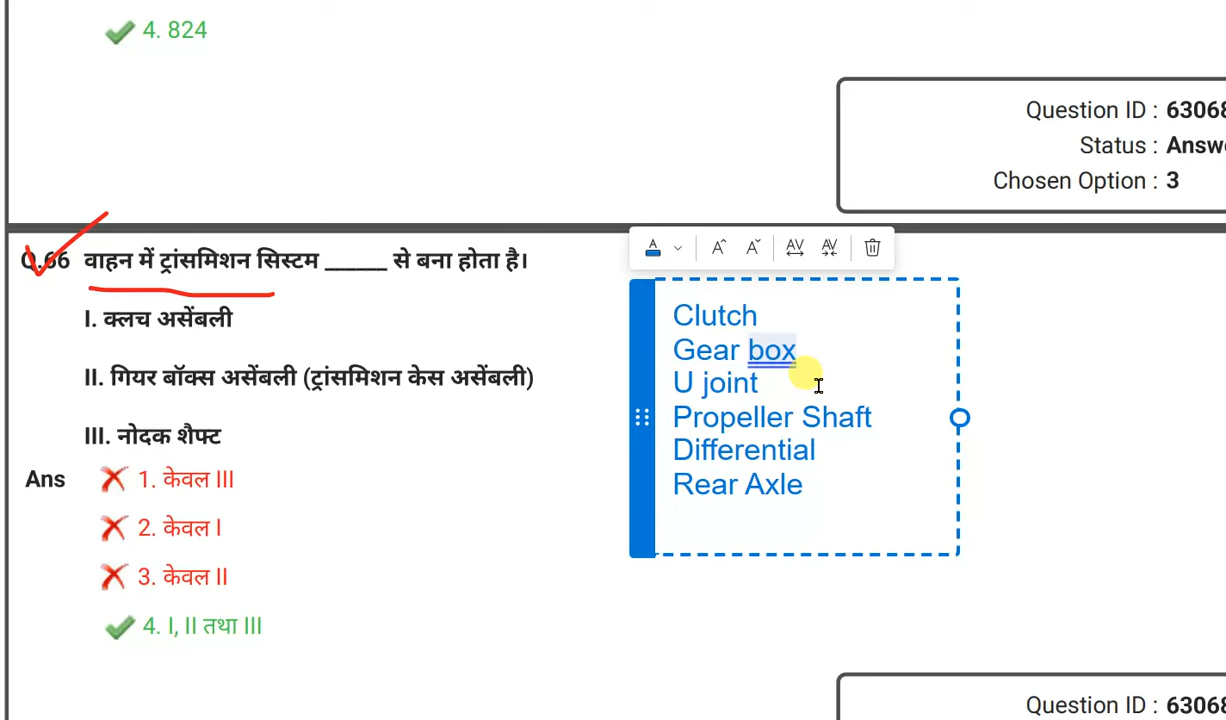 4. 824
Question ID : 63068
Status : Answe
Chosen Option : 3
Q.66 वाहन में ट्रांसमिशन सिस्टम ______ से बना होता है।
I. क्लच असेंबली
II. गियर बॉक्स असेंबली (ट्रांसमिशन केस असेंबली)
III. नोदक शैफ्ट
Ans 1. केवल III
2. केवल I
3. केवल II
4. I, II तथा III
Clutch
Gear box
U joint
Propeller Shaft
Differential
Rear Axle
Question ID : 63068